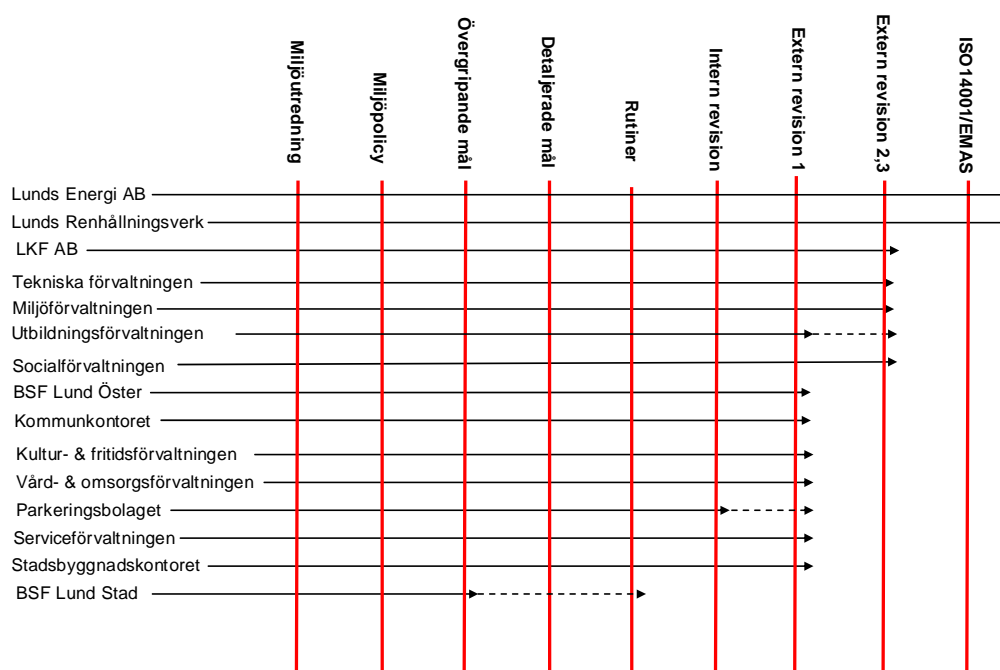 Miljöutredning
Miljöpolicy
Övergripande mål
Detaljerade mål
Rutiner
Intern revision
Extern revision 1
Extern revision 2,3
ISO14001/EMAS
Lunds Energi AB
Lunds Renhållningsverk
LKF AB
Tekniska förvaltningen
Miljöförvaltningen
Utbildningsförvaltningen
Socialförvaltningen
BSF Lund Öster
Kommunkontoret
Kultur- & fritidsförvaltningen
Vård- & omsorgsförvaltningen
Parkeringsbolaget
Serviceförvaltningen
Stadsbyggnadskontoret
BSF Lund Stad